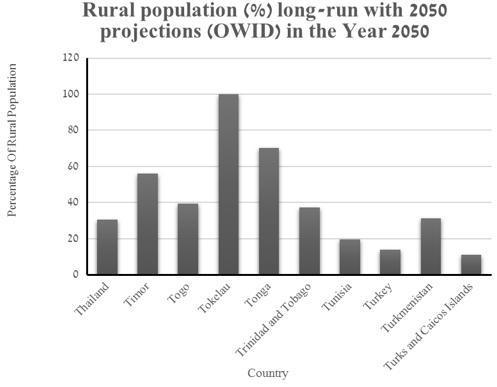 Rural population (%) long-run with 2050
projections (OWID) in the Year 2050
Percentage Of Rural Population
120
100
80
60
40
20
0
Thailand
Timor
Togo
Tokelau
Tonga
Trinidad and Tobago
Tunisia
Turkey
Turkmenistan
Turks and Caicos Islands
Country